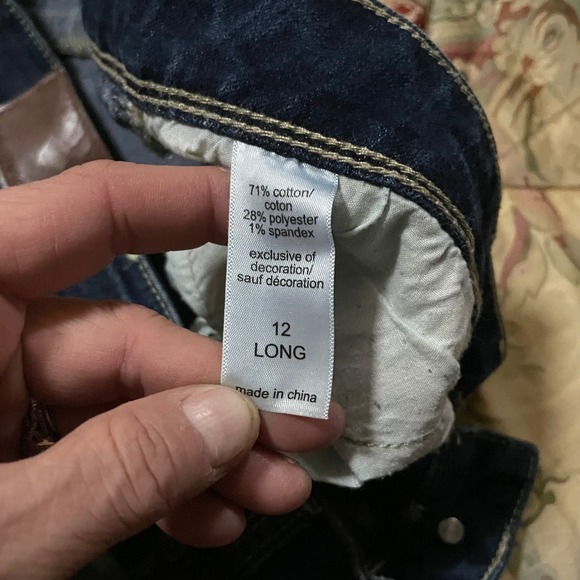 71% cotton/
coton
28% polyester
1% spandex
exclusive of
decoration/
sauf décoration
12
LONG
made in china